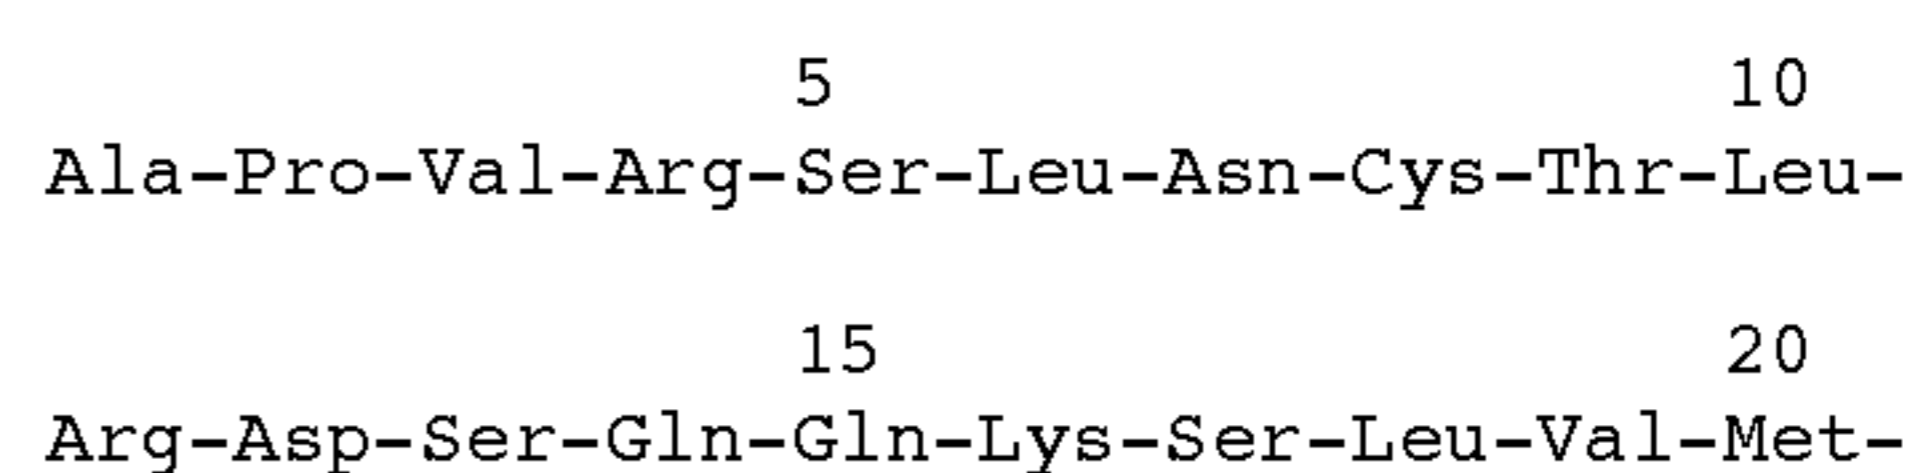 5 10
Ala-Pro-Val-Arg-Ser-Leu-Asn-Cys-Thr-Leu-
15 20
Arg-Asp-Ser-Gln-Gln-Lys-Ser-Leu-Val-Met-